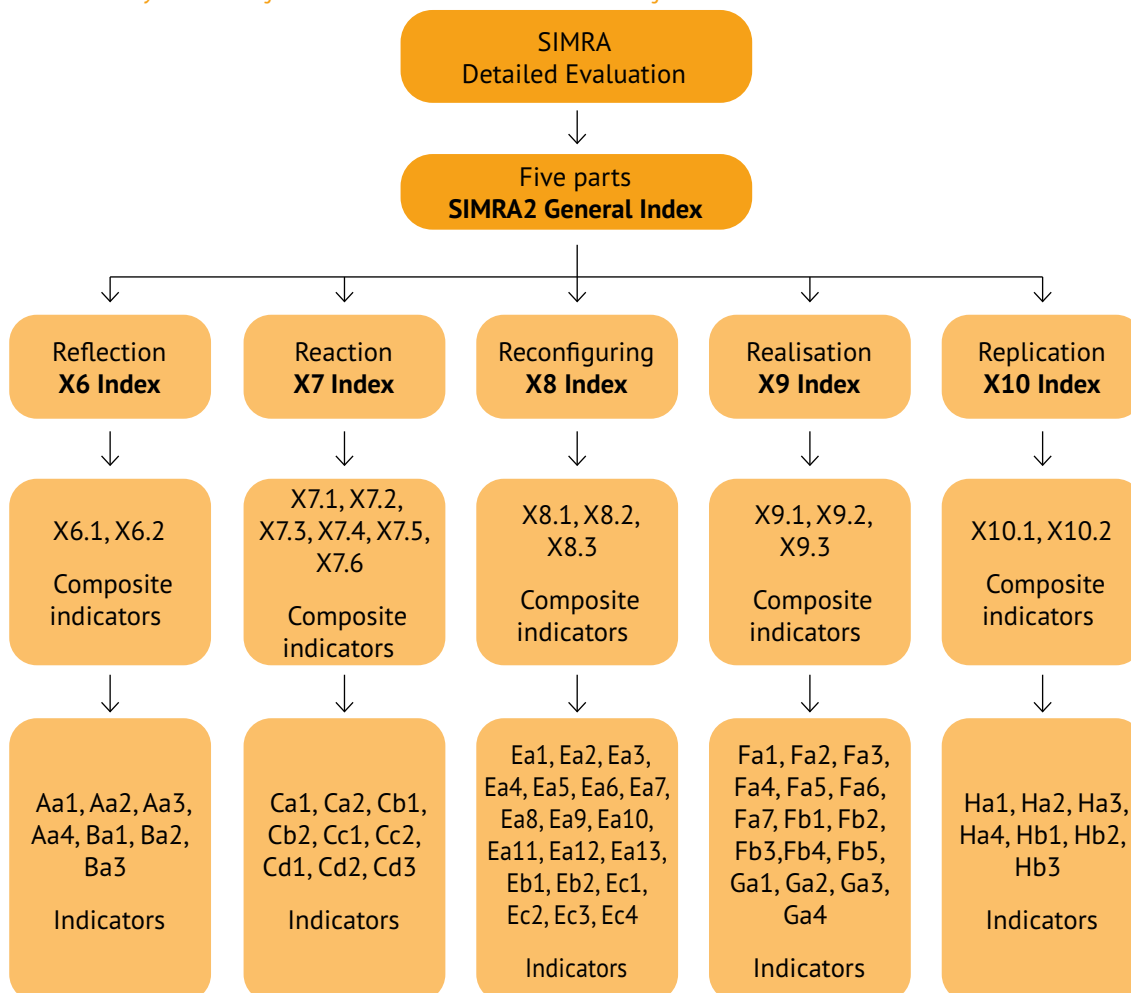 SIMRA
Detailed Evaluation
Five parts
SIMRA2 General Index
Reflection
X6 Index
Reaction
X7 Index
Reconfiguring
X8 Index
Realisation
X9 Index
Replication
X10 Index
X6.1, X6.2
Composite
indicators
X7.1, X7.2,
X7.3, X7.4, X7.5,
X7.6
Composite
indicators
X8.1, X8.2,
X8.3
Composite
indicators
X9.1, X9.2,
X9.3
Composite
indicators
X10.1, X10.2
Composite
indicators
Aa1, Aa2, Aa3,
Aa4, Ba1, Ba2,
Ba3
Indicators
Ca1, Ca2, Cb1,
Cb2, Cc1, Cc2,
Cd1, Cd2, Cd3
Indicators
Ea1, Ea2, Ea3,
Ea4, Ea5, Ea6, Ea7,
Ea8, Ea9, Ea10,
Ea11, Ea12, Ea13,
Eb1, Eb2, Ec1,
Ec2, Ec3, Ec4
Indicators
Fa1, Fa2, Fa3,
Fa4, Fa5, Fa6,
Fa7, Fb1, Fb2,
Fb3,Fb4, Fb5,
Ga1, Ga2, Ga3,
Ga4
Indicators
Ha1, Ha2, Ha3,
Ha4, Hb1, Hb2,
Hb3
Indicators